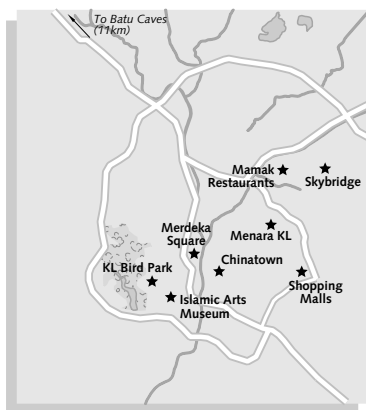 To Batu Caves
(11km)
Mamak
Restaurants
Skybridge
Merdeka
Square
Menara KL
KL Bird Park
Chinatown
Islamic Arts
Museum
Shopping
Malls